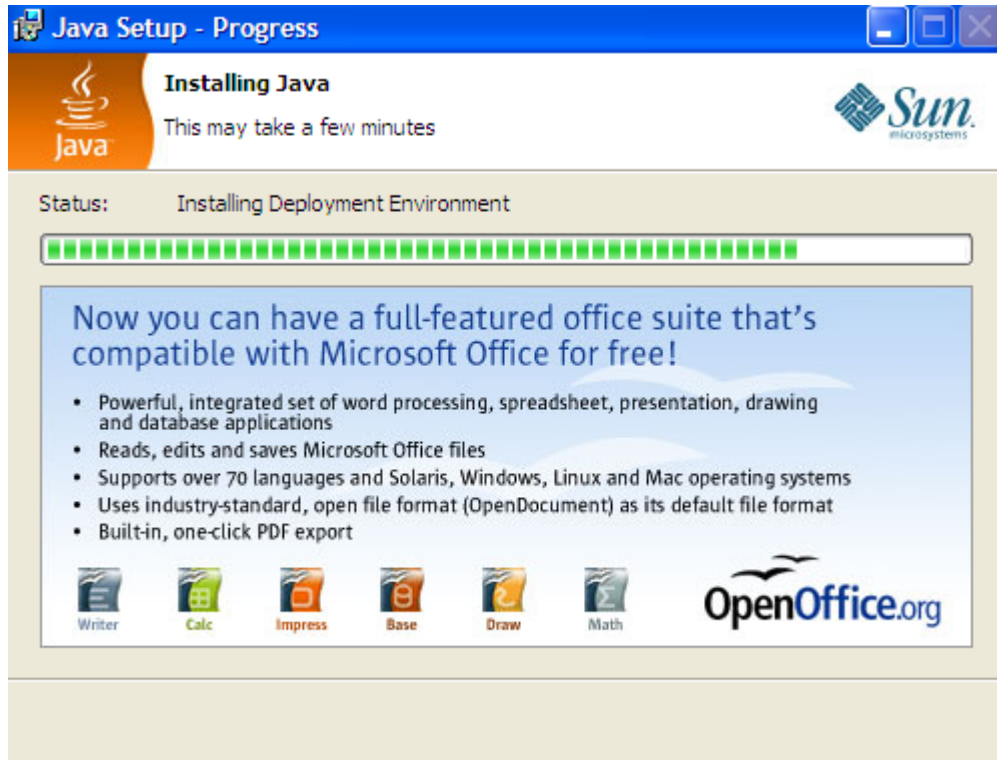 Java Setup - Progress
Installing Java
This may take a few minutes
Java
Sun
microsystems
Status: Installing Deployment Environment
Now you can have a full-featured office suite that's
compatible with Microsoft Office for free!
• Powerful, integrated set of word processing, spreadsheet, presentation, drawing
and database applications
• Reads, edits and saves Microsoft Office files
• Supports over 70 languages and Solaris, Windows, Linux and Mac operating systems
• Uses industry-standard, open file format (OpenDocument) as its default file format
• Built-in, one-click PDF export
Writer Calc Impress Base Draw Math
OpenOffice.org